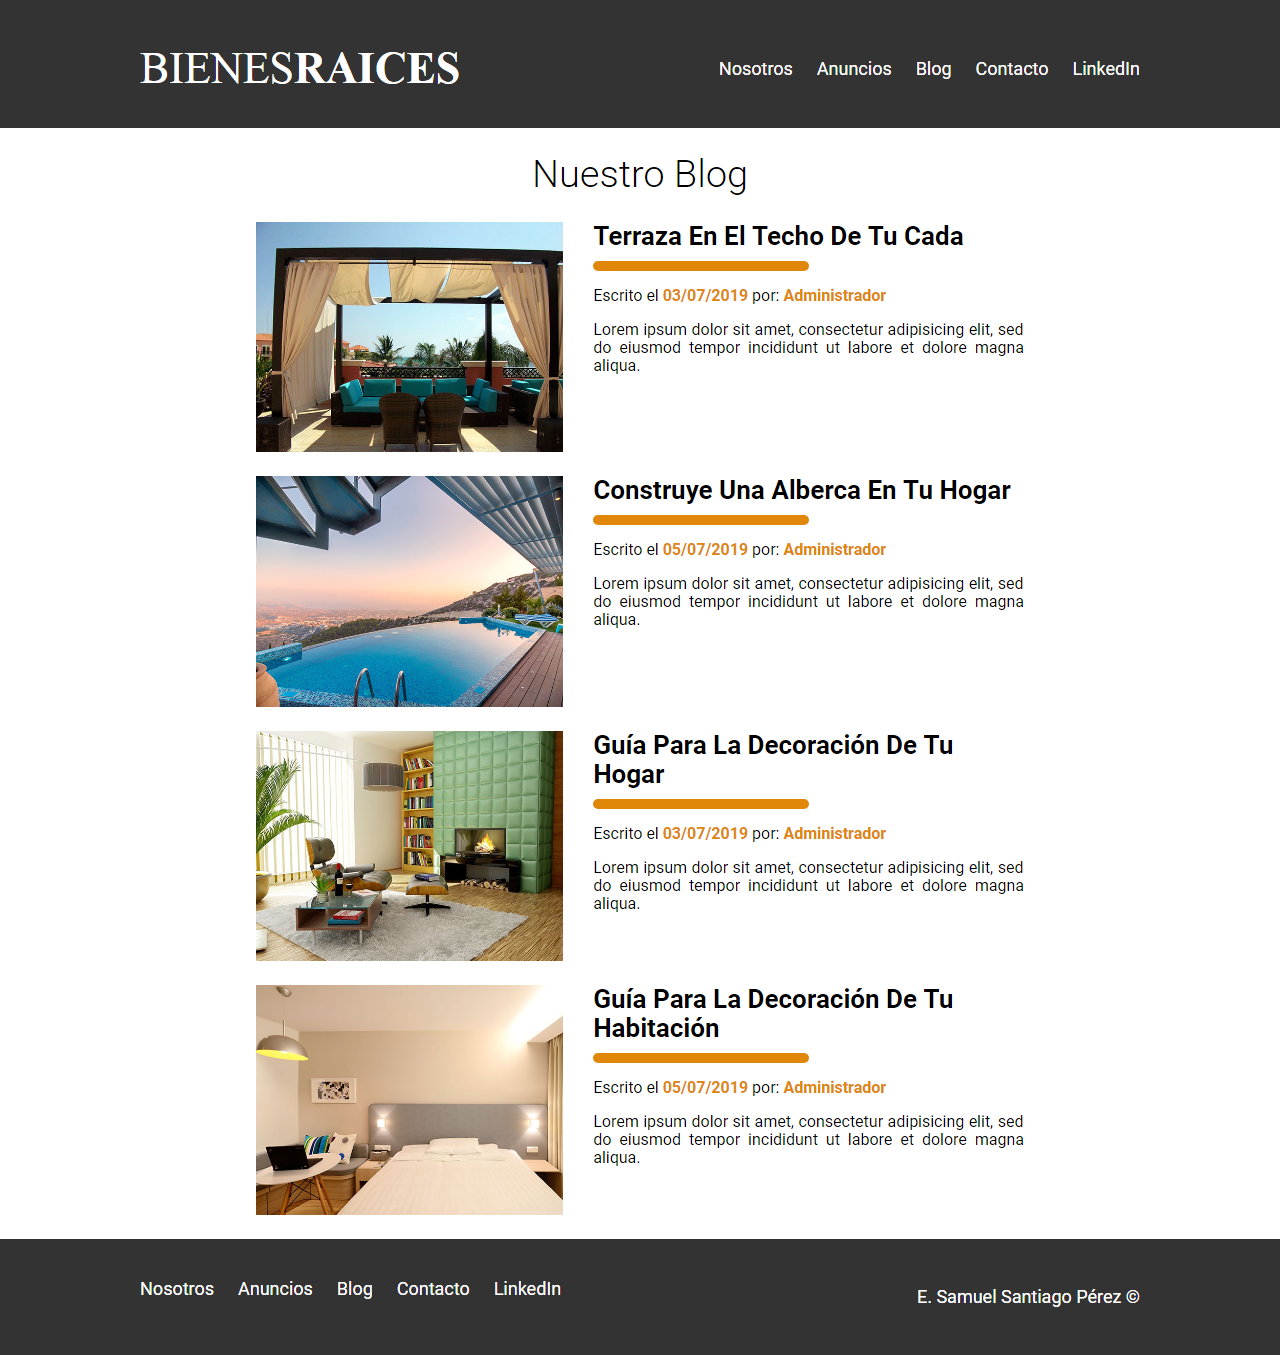 BIENESRAICES
Nosotros Anuncios Blog Contacto LinkedIn
Nuestro Blog
Terraza En El Techo De Tu Cada
Escrito el 03/07/2019 por: Administrador
Lorem ipsum dolor sit amet, consectetur adipisicing elit, sed
do eiusmod tempor incididunt ut labore et dolore magna
aliqua.
Construye Una Alberca En Tu Hogar
Escrito el 05/07/2019 por: Administrador
Lorem ipsum dolor sit amet, consectetur adipisicing elit, sed
do eiusmod tempor incididunt ut labore et dolore magna
aliqua.
Guía Para La Decoración De Tu
Hogar
Escrito el 03/07/2019 por: Administrador
Lorem ipsum dolor sit amet, consectetur adipisicing elit, sed
do eiusmod tempor incididunt ut labore et dolore magna
aliqua.
Guía Para La Decoración De Tu
Habitación
Escrito el 05/07/2019 por: Administrador
Lorem ipsum dolor sit amet, consectetur adipisicing elit, sed
do eiusmod tempor incididunt ut labore et dolore magna
aliqua.
Nosotros Anuncios Blog Contacto LinkedIn
E. Samuel Santiago Pérez ©